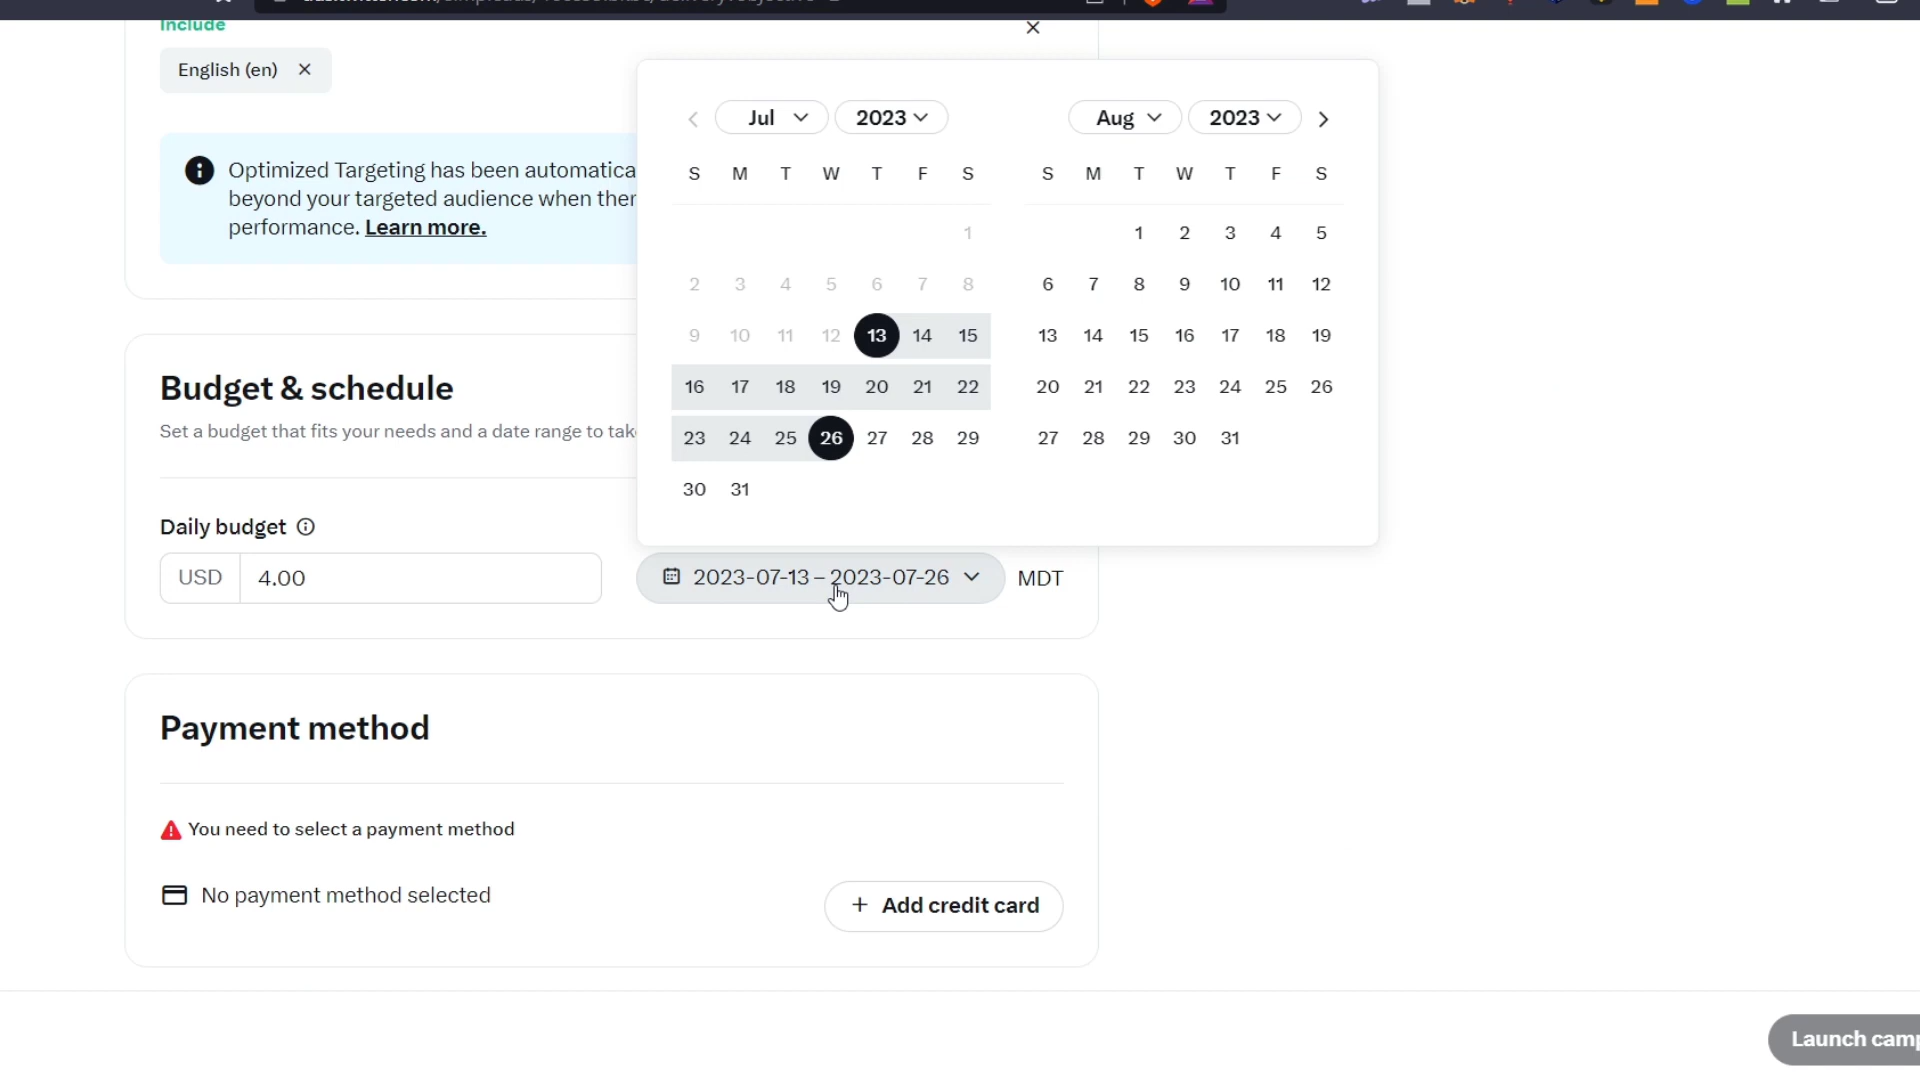 Include
English (en)
Optimized Targeting has been automatica
beyond your targeted audience when ther
performance. Learn more.
Jul 2023
S M T W T F S
1
2 3 4 5 6 7 8
9 10 11 12 13 14 15
16 17 18 19 20 21 22
23 24 25 26 27 28 29
30 31
Aug 2023
S M T W T F S
1 2 3 4 5
6 7 8 9 10 11 12
13 14 15 16 17 18 19
20 21 22 23 24 25 26
27 28 29 30 31
Budget & schedule
Set a budget that fits your needs and a date range to tak
Daily budget
USD 4.00
2023-07-13 – 2023-07-26 MDT
Payment method
You need to select a payment method
No payment method selected
+ Add credit card
Launch camp